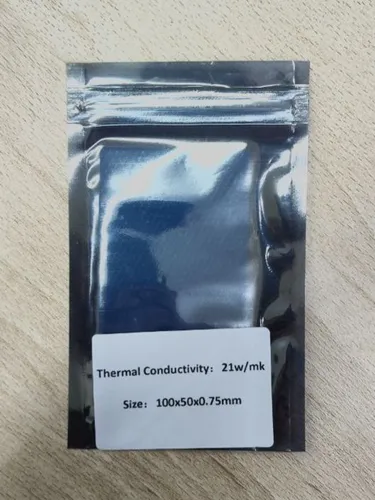 Thermal Conductivity： 21w/mk
Size： 100x50x0.75mm